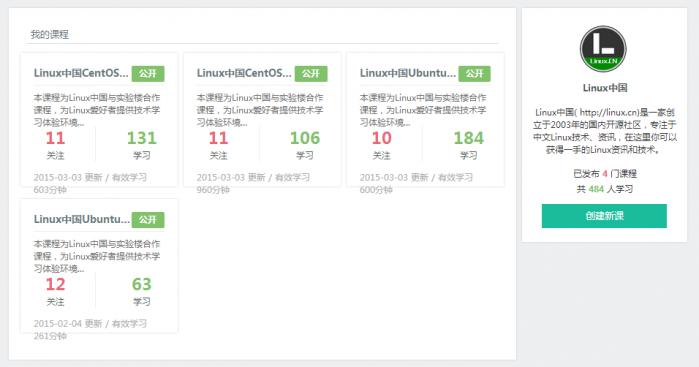 我的课程
Linux中国CentOS... 公开
本课程为Linux中国与实验楼合作
课程，为Linux爱好者提供技术学
习体验环境...
11 131
关注 学习
2015-03-03 更新 / 有效学习
603分钟
Linux中国CentOS... 公开
本课程为Linux中国与实验楼合作
课程，为Linux爱好者提供技术学
习体验环境...
11 106
关注 学习
2015-03-03 更新 / 有效学习
960分钟
Linux中国Ubuntu... 公开
本课程为Linux中国与实验楼合作
课程，为Linux爱好者提供技术学
习体验环境...
10 184
关注 学习
2015-03-03 更新 / 有效学习
600分钟
Linux中国Ubuntu... 公开
本课程为Linux中国与实验楼合作
课程，为Linux爱好者提供技术学
习体验环境...
12 63
关注 学习
2015-02-04 更新 / 有效学习
261分钟
Linux.CN
Linux中国
Linux中国( http://linux.cn)是一家创
立于2003年的国内开源社区，专注于
中文Linux技术、资讯，在这里你可以
获得一手的Linux资讯和技术。
已发布 4 门课程
共 484 人学习
创建新课